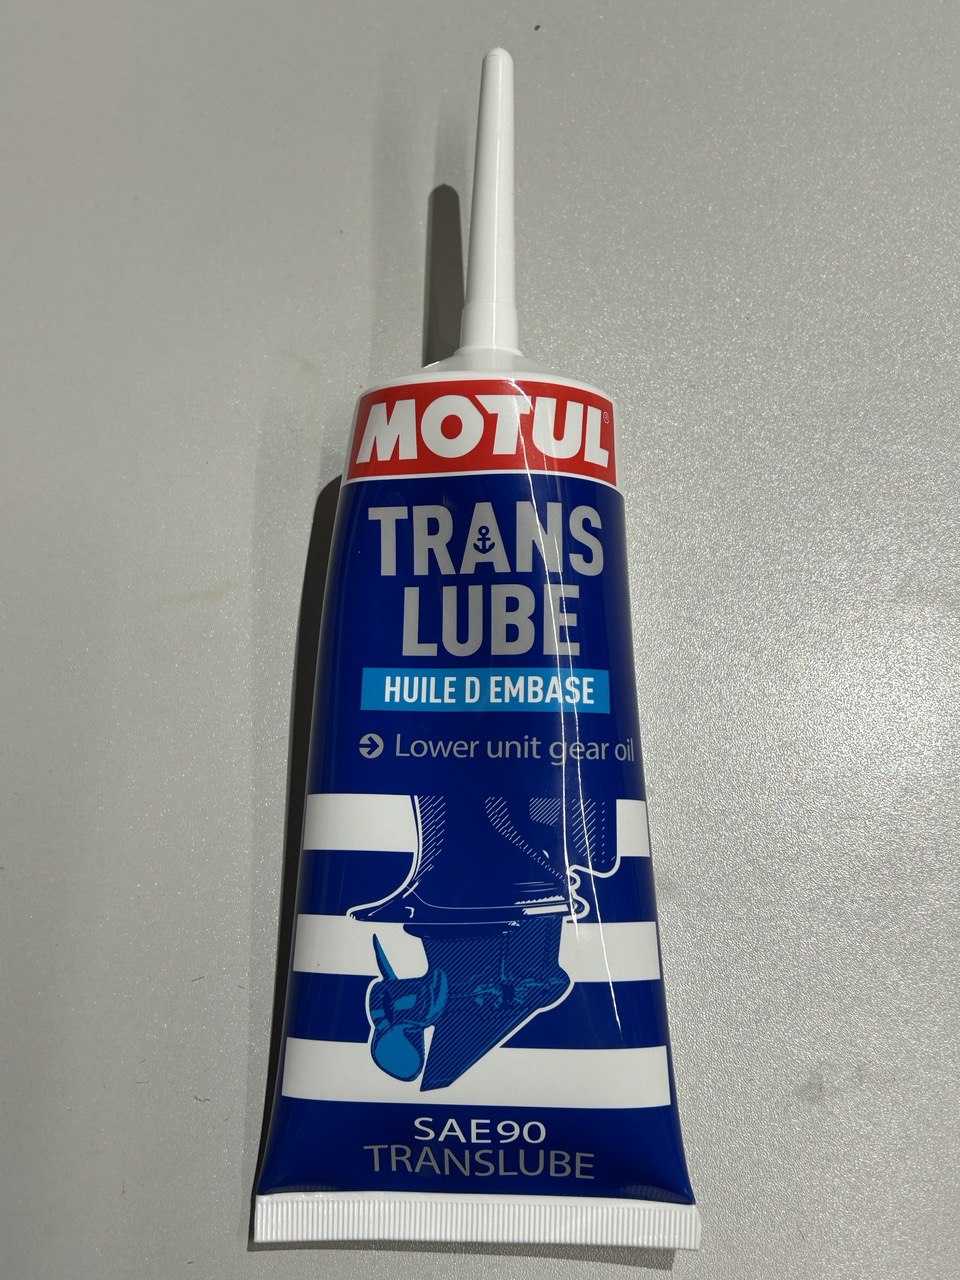 MOTUL®
TRANS
LUBE
HUILE D EMBASE
Lower unit gear oil
SAE90
TRANSLUBE